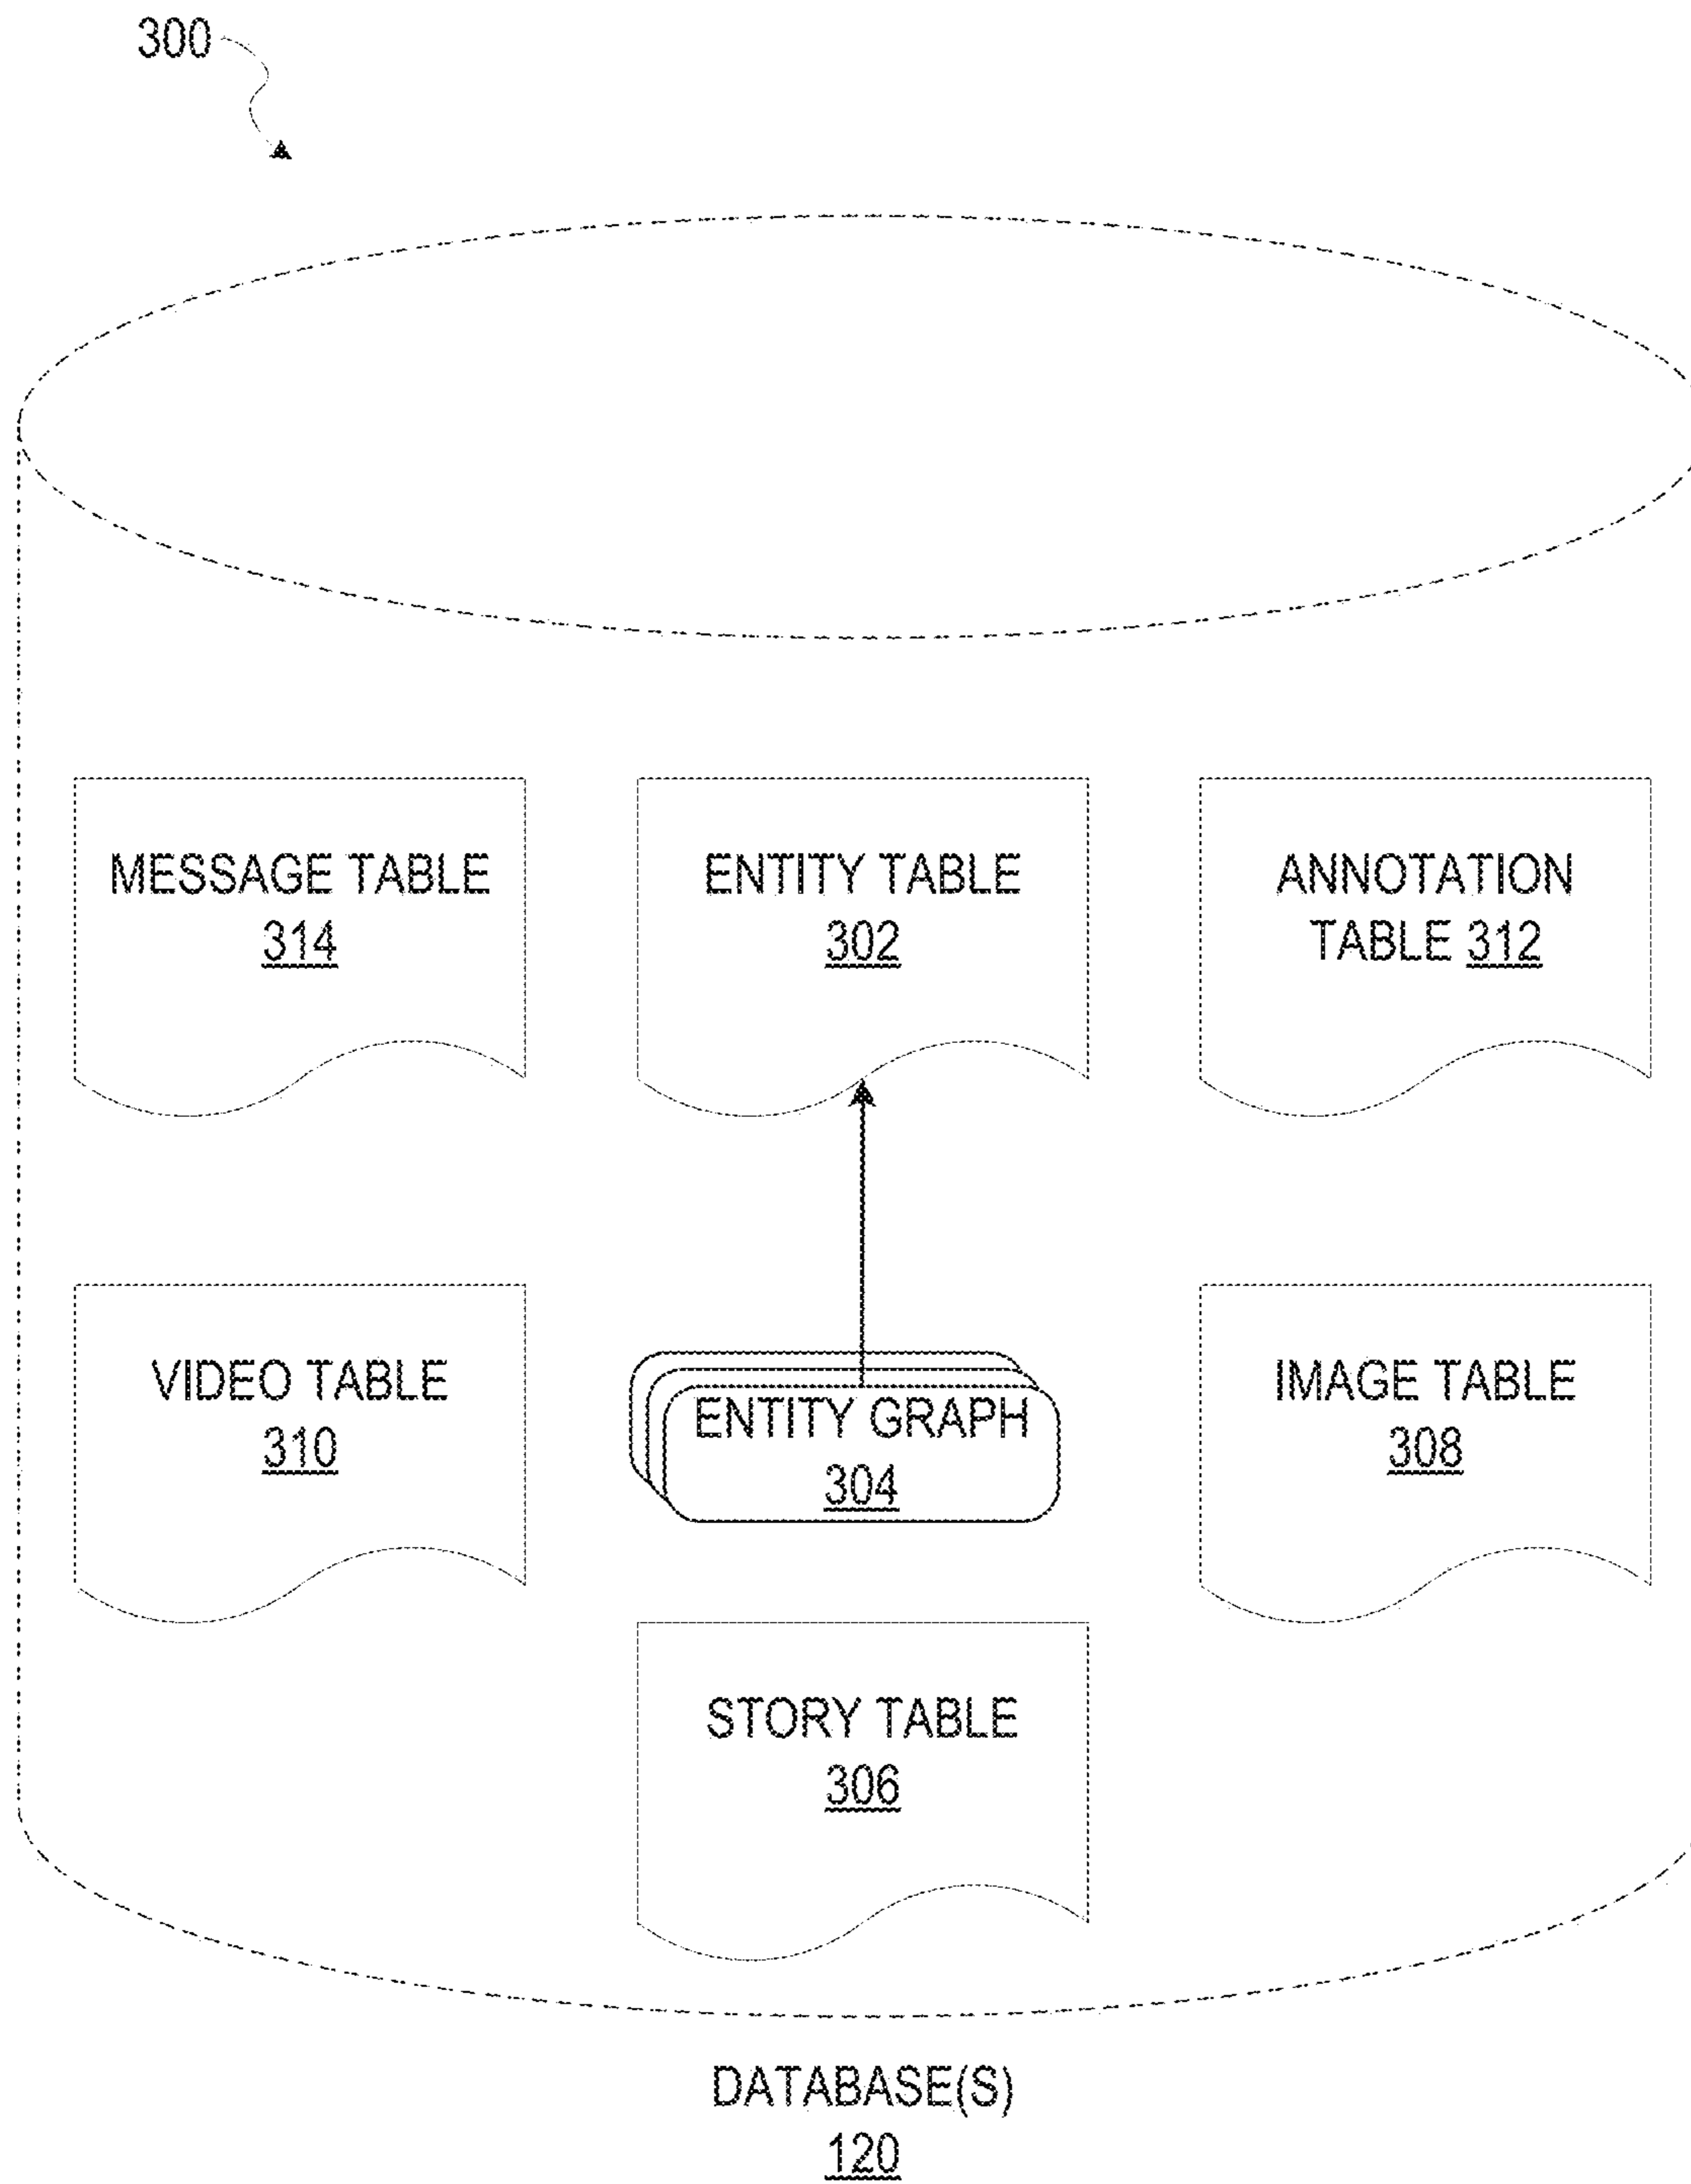 300
MESSAGE TABLE
314
ENTITY TABLE
302
ANNOTATION
TABLE 312
VIDEO TABLE
310
ENTITY GRAPH
304
IMAGE TABLE
308
STORY TABLE
306
DATABASE(S)
120